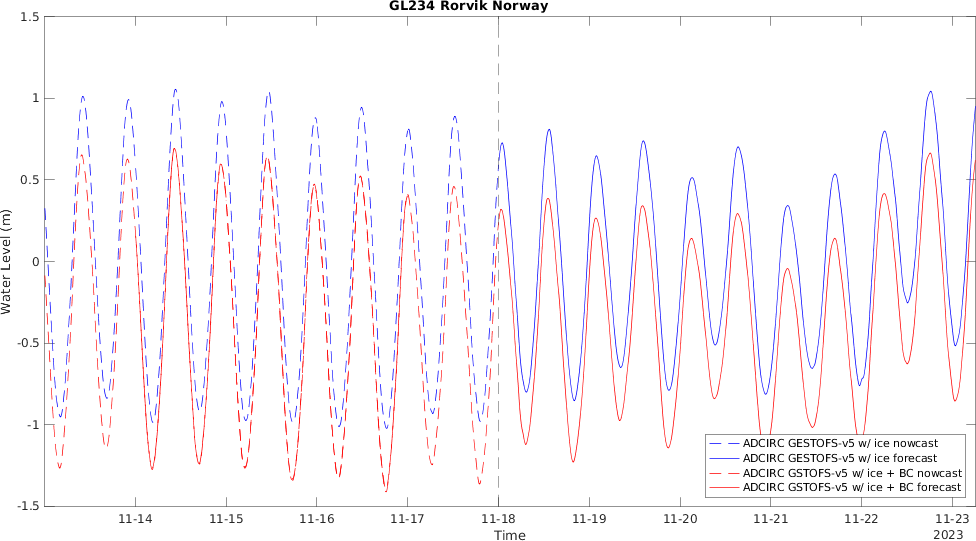 GL234 Rorvik Norway
1.5
1
0.5
0
-0.5
-1
-1.5
Water Level (m)
ADCIRC GESTOFS-v5 w/ ice nowcast
ADCIRC GESTOFS-v5 w/ ice forecast
ADCIRC GSTOFS-v5 w/ ice + BC nowcast
ADCIRC GSTOFS-v5 w/ ice + BC forecast
11-14 11-15 11-16 11-17 11-18 11-19 11-20 11-21 11-22 11-23
Time
2023